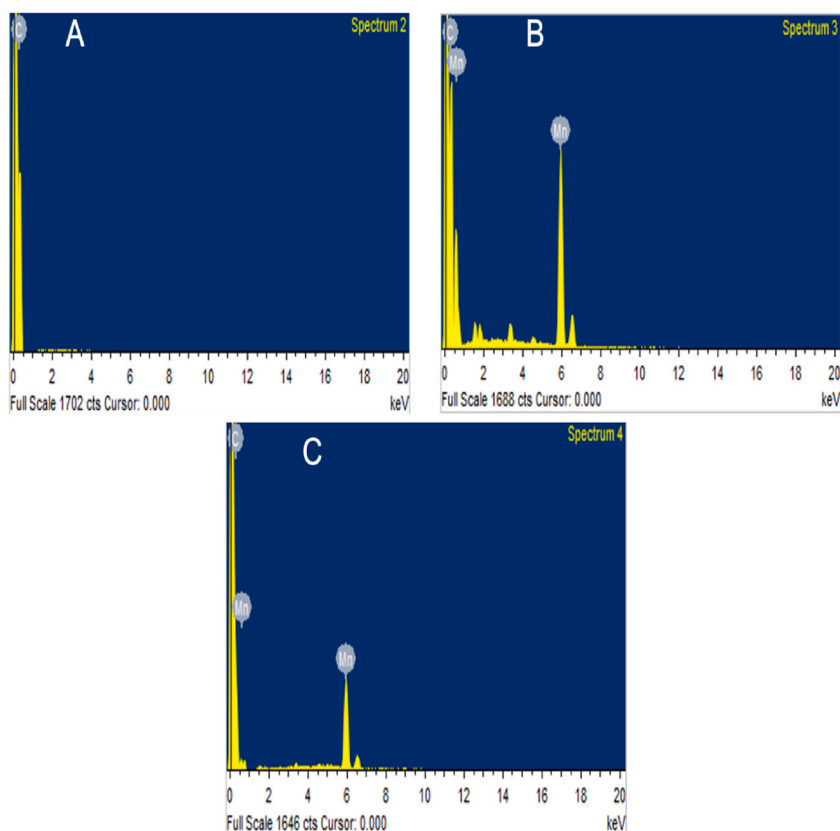 A
Spectrum 2
C
0 2 4 6 8 10 12 14 16 18 20
Full Scale 1702 cts Cursor: 0.000 keV
B
Spectrum 3
C
Mn
Mn
0 2 4 6 8 10 12 14 16 18 20
Full Scale 1688 cts Cursor: 0.000 keV
C
Spectrum 4
C
Mn
Mn
0 2 4 6 8 10 12 14 16 18 20
Full Scale 1646 cts Cursor: 0.000 keV